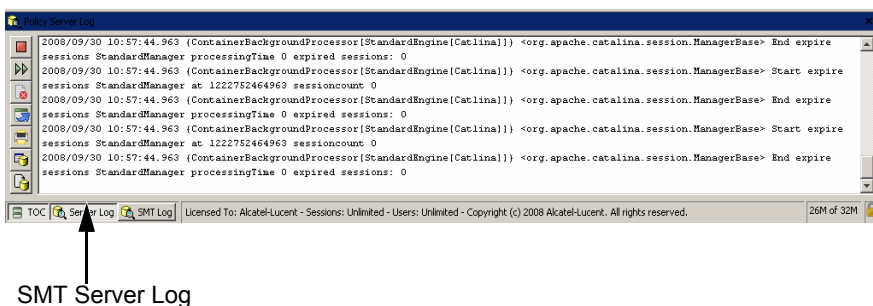 Policy Server Log
2008/09/30 10:57:44.963 {ContainerBackgroundProcessor[StandardEngine[Catlina]]} <org.apache.catalina.session.ManagerBase> End expire
sessions StandardManager processingTime 0 expired sessions: 0
2008/09/30 10:57:44.963 {ContainerBackgroundProcessor[StandardEngine[Catlina]]} <org.apache.catalina.session.ManagerBase> Start expire
sessions StandardManager at 1222752464963 sessioncount 0
2008/09/30 10:57:44.963 {ContainerBackgroundProcessor[StandardEngine[Catlina]]} <org.apache.catalina.session.ManagerBase> End expire
sessions StandardManager processingTime 0 expired sessions: 0
2008/09/30 10:57:44.963 {ContainerBackgroundProcessor[StandardEngine[Catlina]]} <org.apache.catalina.session.ManagerBase> Start expire
sessions StandardManager at 1222752464963 sessioncount 0
2008/09/30 10:57:44.963 {ContainerBackgroundProcessor[StandardEngine[Catlina]]} <org.apache.catalina.session.ManagerBase> End expire
sessions StandardManager processingTime 0 expired sessions: 0
TOC Server Log SMT Log Licensed To: Alcatel-Lucent - Sessions: Unlimited - Users: Unlimited - Copyright (c) 2008 Alcatel-Lucent. All rights reserved. 26M of 32M
SMT Server Log